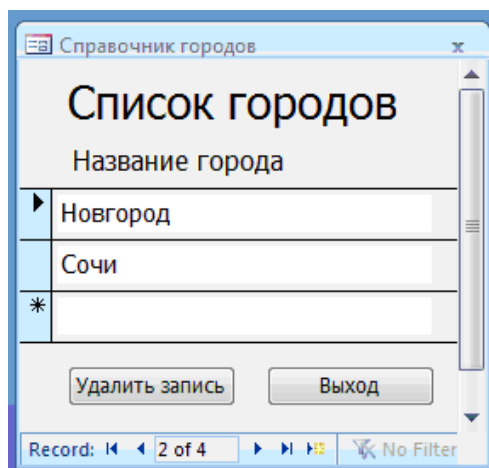 Справочник городов x
Список городов
Название города
Новгород
Сочи
Удалить запись Выход
Record: 2 of 4 No Filter